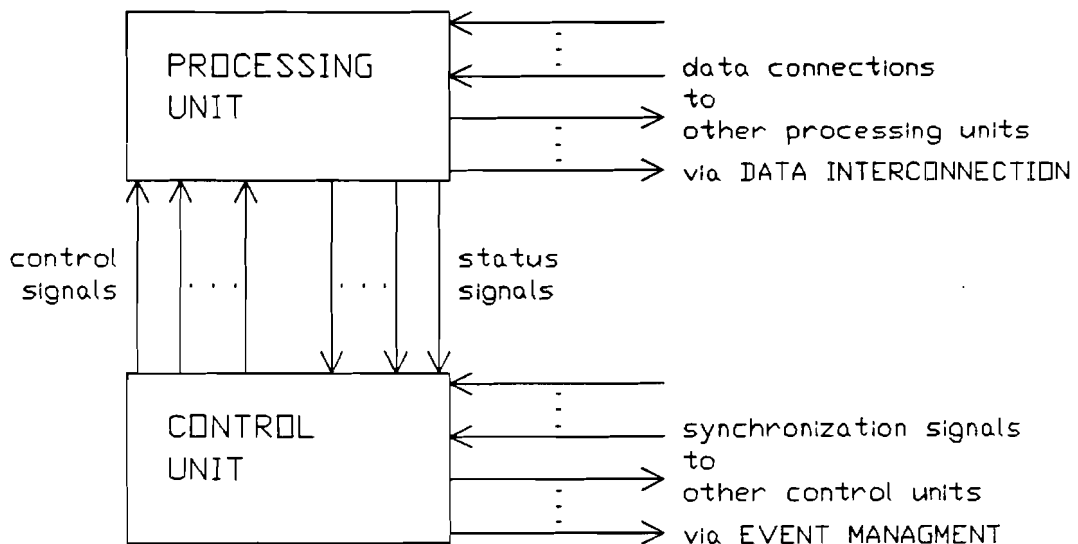 PROCESSING
UNIT
data connections
to
other processing units
via DATA INTERCONNECTION
control
signals
status
signals
CONTROL
UNIT
synchronization signals
to
other control units
via EVENT MANAGMENT